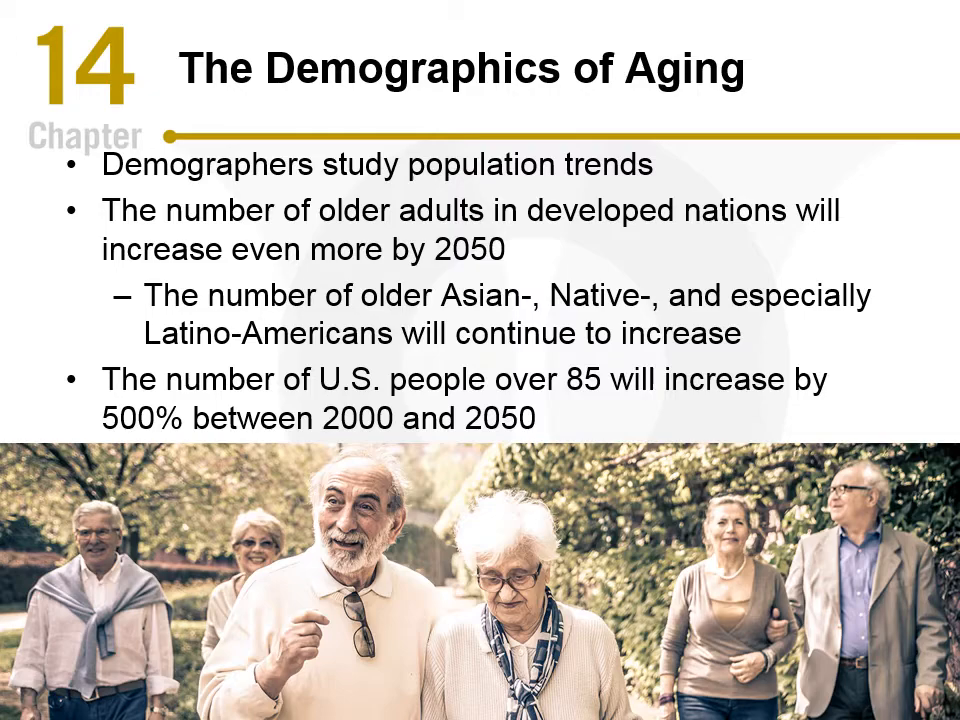 14
The Demographics of Aging
Chapter
• Demographers study population trends
• The number of older adults in developed nations will
increase even more by 2050
– The number of older Asian-, Native-, and especially
Latino-Americans will continue to increase
• The number of U.S. people over 85 will increase by
500% between 2000 and 2050